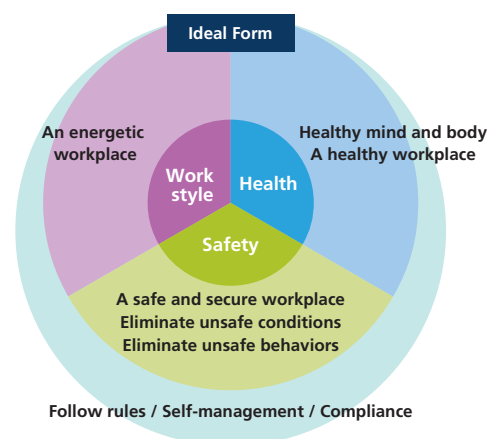 Ideal Form
An energetic
workplace
Healthy mind and body
A healthy workplace
Work
style
Health
Safety
A safe and secure workplace
Eliminate unsafe conditions
Eliminate unsafe behaviors
Follow rules / Self-management / Compliance